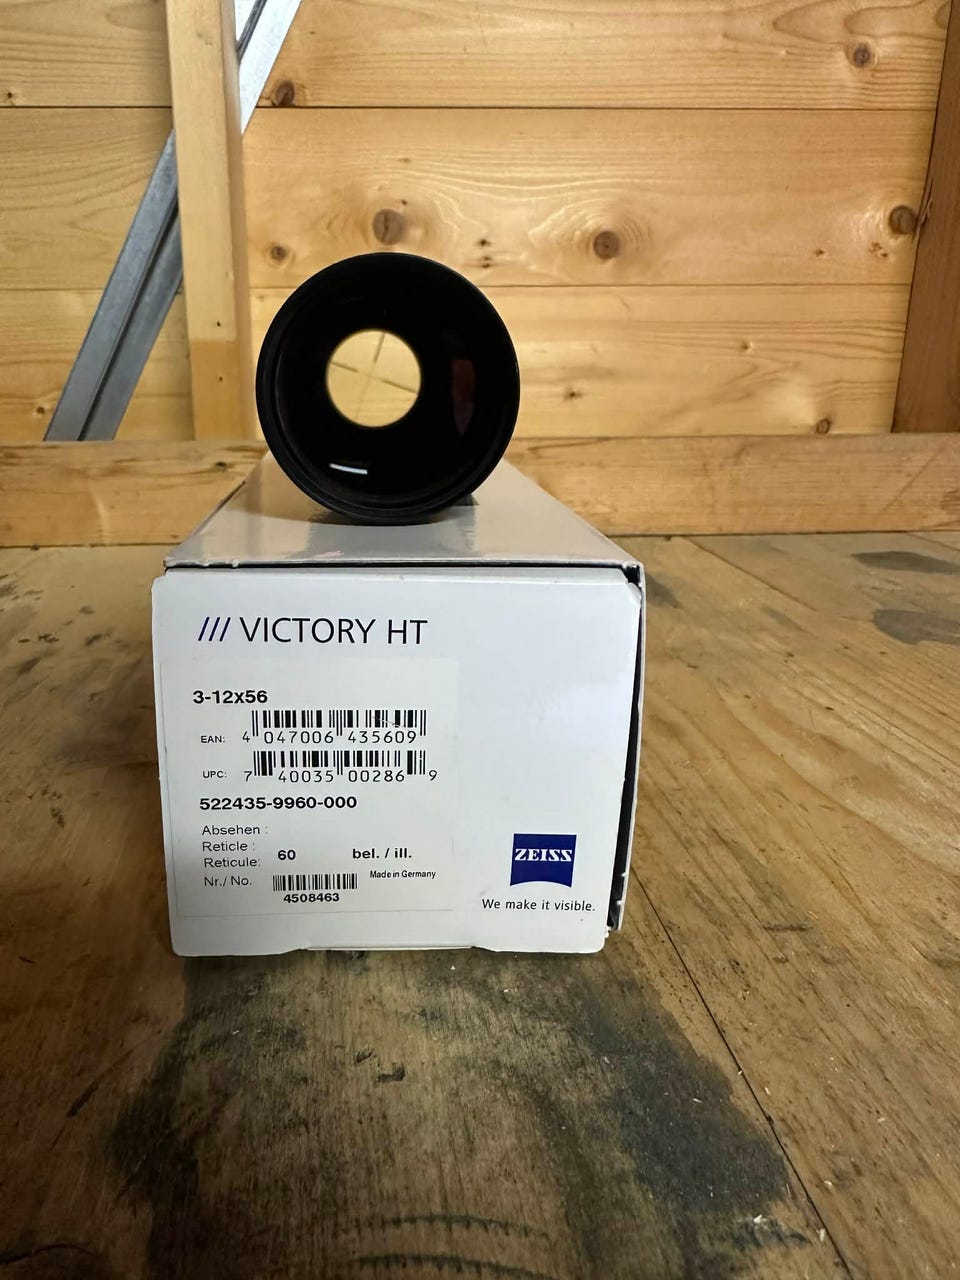 /// VICTORY HT
3-12x56
EAN: 4 047006 435609
UPC: 7 40035 00286 9
522435-9960-000
Absehen :
Reticle :
Reticule: 60 bel. / ill.
Nr./ No. 4508463 Made in Germany
ZEISS
We make it visible.